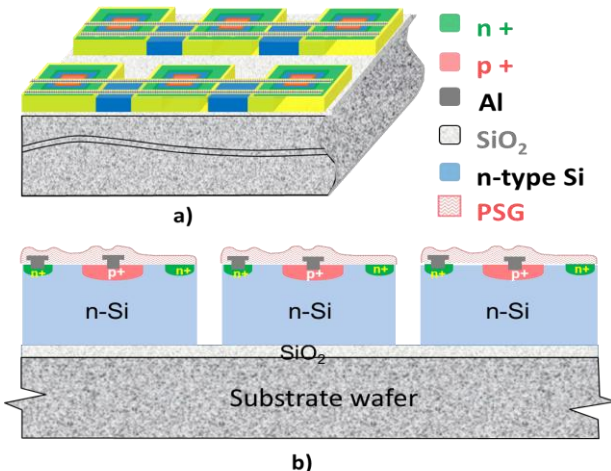 n +
p +
Al
SiO₂
n-type Si
PSG
a)
n+ p+ n+ n+ p+ n+ n+ p+ n+
n-Si n-Si n-Si
SiO₂
Substrate wafer
b)